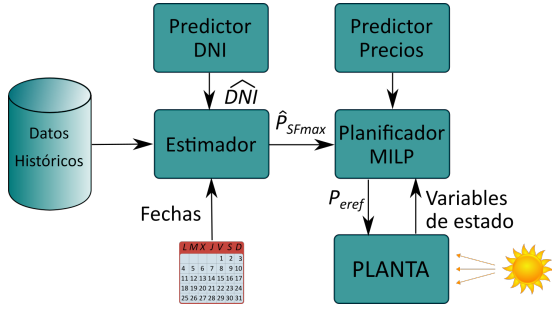 Predictor
DNI
Predictor
Precios
DNI
Datos
Históricos
Estimador
P̂SFmax
Planificador
MILP
Fechas
Peref
Variables
de estado
L M X J V S D
1 2 3
4 5 6 7 8 9 10
11 12 13 14 15 16 17
18 19 20 21 22 23 24
25 26 27 28 29 30 31
PLANTA